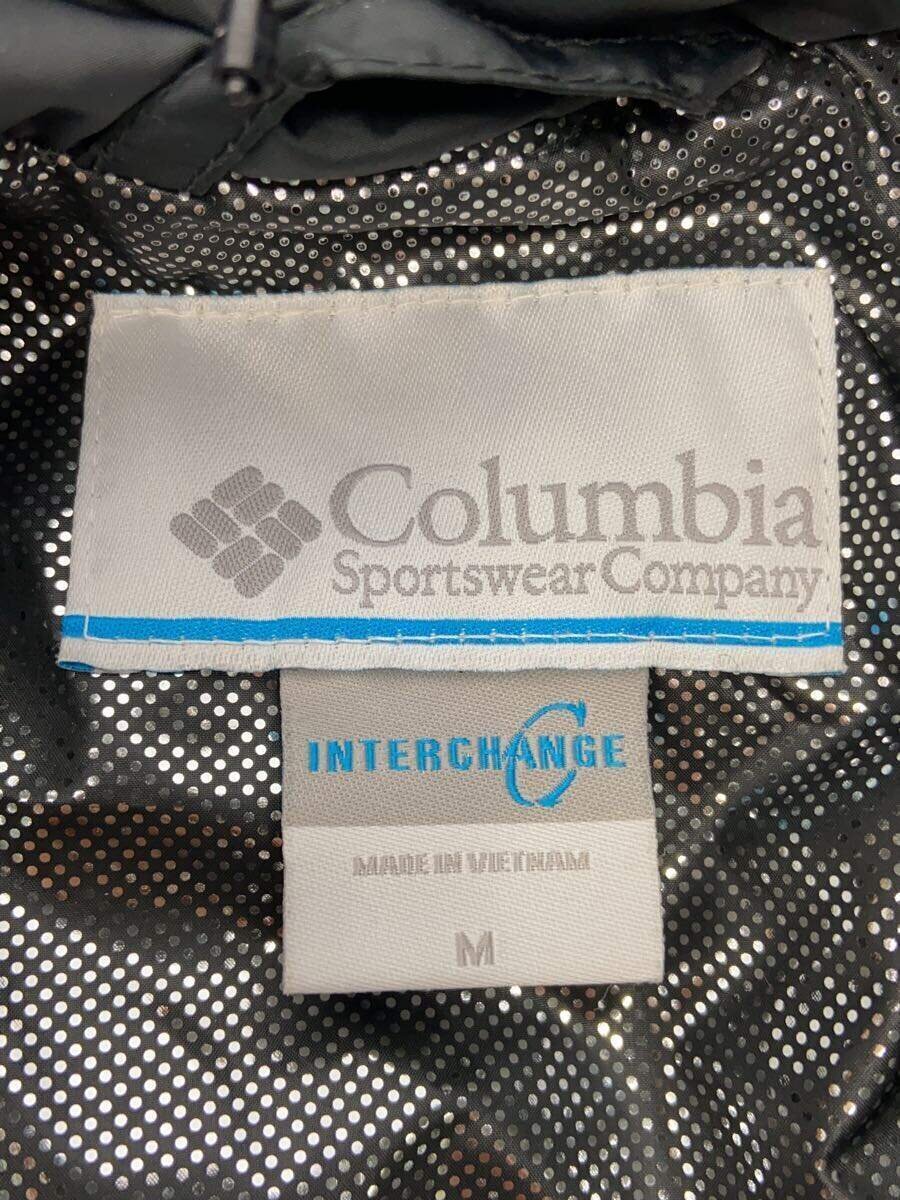 Columbia
Sportswear Company
INTERCHANGE
MADE IN VIETNAM
M